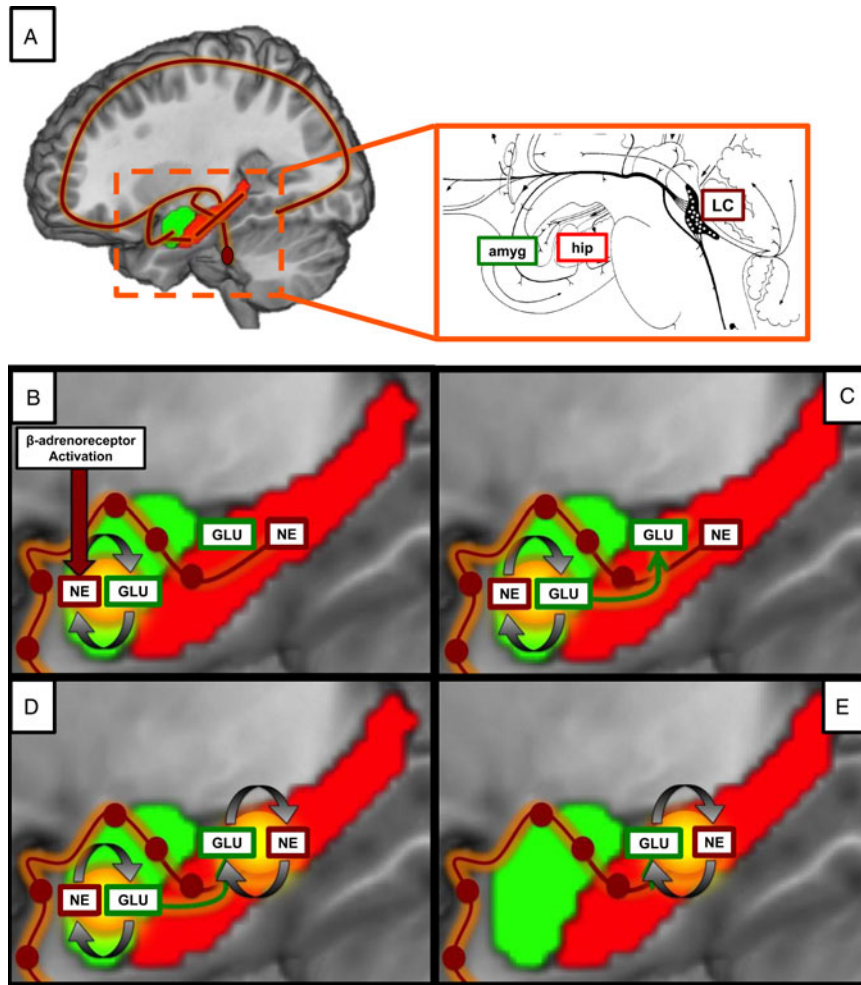 A
LC
amyg
hip
B
β-adrenoreceptor
Activation
GLU
NE
NE
GLU
C
GLU
NE
NE
GLU
D
GLU
NE
NE
GLU
E
GLU
NE